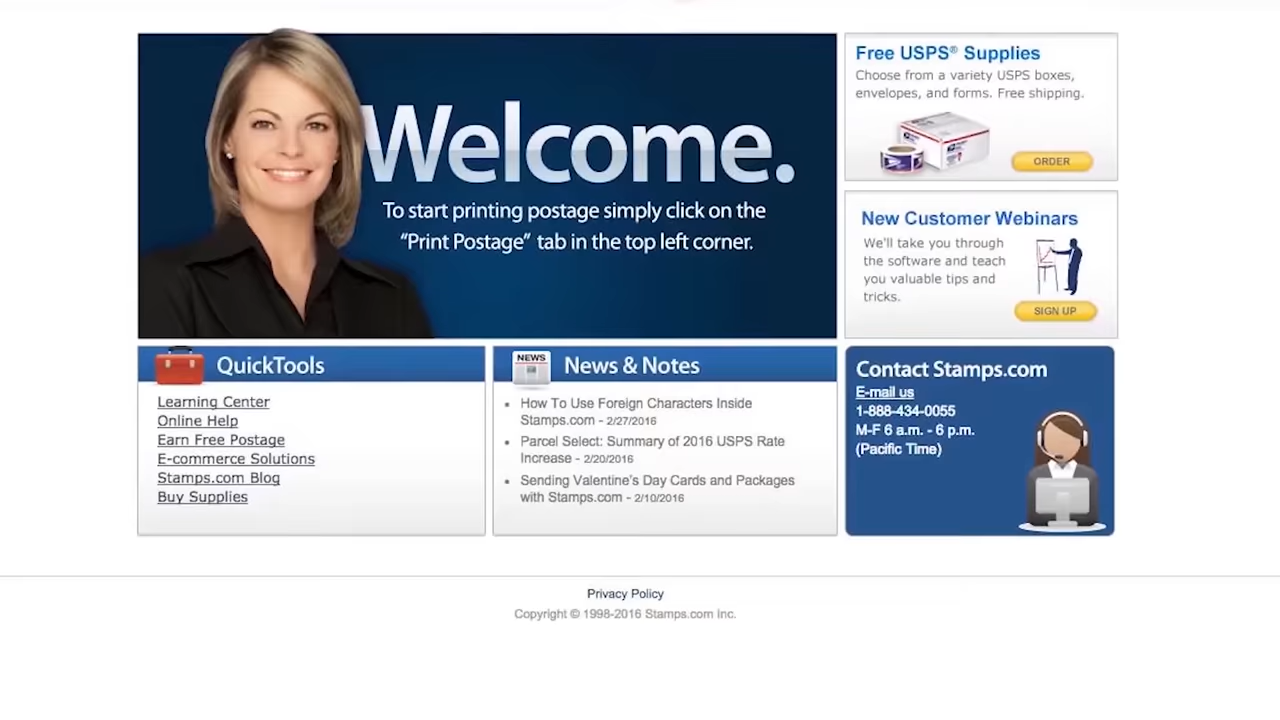 Welcome.
To start printing postage simply click on the
“Print Postage” tab in the top left corner.
Free USPS® Supplies
Choose from a variety USPS boxes,
envelopes, and forms. Free shipping.
ORDER
New Customer Webinars
We'll take you through
the software and teach
you valuable tips and
tricks.
SIGN UP
QuickTools
Learning Center
Online Help
Earn Free Postage
E-commerce Solutions
Stamps.com Blog
Buy Supplies
NEWS
News & Notes
How To Use Foreign Characters Inside
Stamps.com - 2/27/2016
Parcel Select: Summary of 2016 USPS Rate
Increase - 2/20/2016
Sending Valentine's Day Cards and Packages
with Stamps.com - 2/10/2016
Contact Stamps.com
E-mail us
1-888-434-0055
M-F 6 a.m. - 6 p.m.
(Pacific Time)
Privacy Policy
Copyright © 1998-2016 Stamps.com Inc.